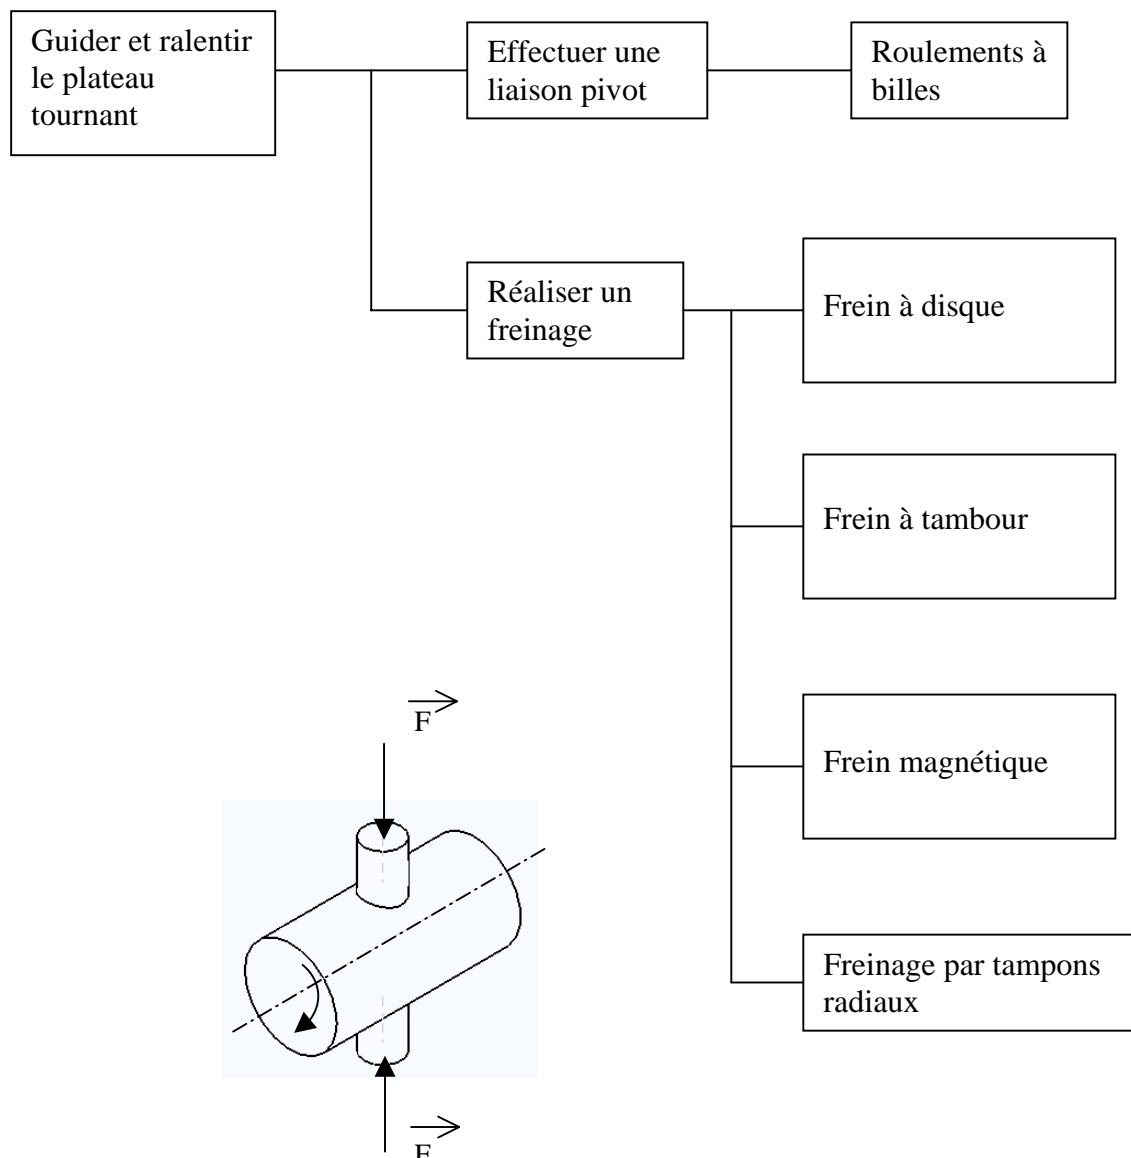 Guider et ralentir
le plateau
tournant
Effectuer une
liaison pivot
Roulements à
billes
Réaliser un
freinage
Frein à disque
Frein à tambour
Frein magnétique
Freinage par tampons
radiaux
F
F